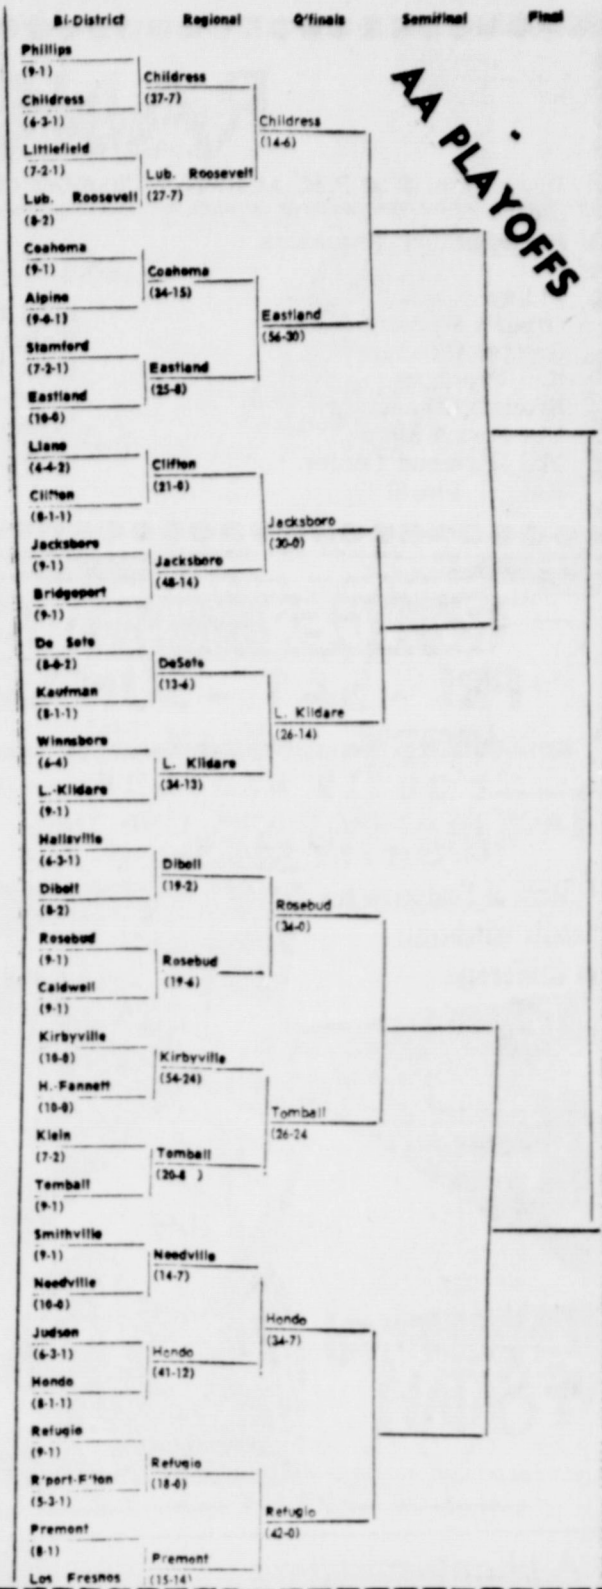 Bi-District Regional Q'finals Semifinal Final
AA PLAYOFFS
Phillips
(9-1)
Childress
(37-7)
Childress
(6-3-1)
Childress
(14-6)
Littlefield
(7-2-1)
Lub. Roosevelt
(27-7)
Lub. Roosevelt
(8-2)
Coahoma
(9-1)
Coahoma
(34-15)
Alpine
(9-0-1)
Eastland
(56-30)
Stamford
(7-2-1)
Eastland
(25-8)
Eastland
(10-0)
Llano
(4-4-2)
Clifton
(21-0)
Clifton
(8-1-1)
Jacksboro
(30-0)
Jacksboro
(9-1)
Jacksboro
(48-14)
Bridgeport
(9-1)
De Soto
(8-0-2)
DeSoto
(13-6)
Kaufman
(8-1-1)
L. Kildare
(26-14)
Winnsboro
(6-4)
L. Kildare
(34-13)
L.-Kildare
(9-1)
Hallsville
(6-3-1)
Diboll
(19-2)
Diboll
(8-2)
Rosebud
(34-0)
Rosebud
(9-1)
Rosebud
(19-6)
Caldwell
(9-1)
Kirbyville
(10-0)
Kirbyville
(54-24)
H.-Fannett
(10-0)
Tomball
(26-24
Klein
(7-2)
Tomball
(20-8 )
Tomball
(9-1)
Smithville
(9-1)
Needville
(14-7)
Needville
(10-0)
Hondo
(34-7)
Judson
(6-3-1)
Hondo
(41-12)
Hondo
(8-1-1)
Refugio
(9-1)
Refugio
(18-0)
R'port-F'ton
(5-3-1)
Refugio
(42-0)
Premont
(8-1)
Premont
(15-14)
Los Fresnos